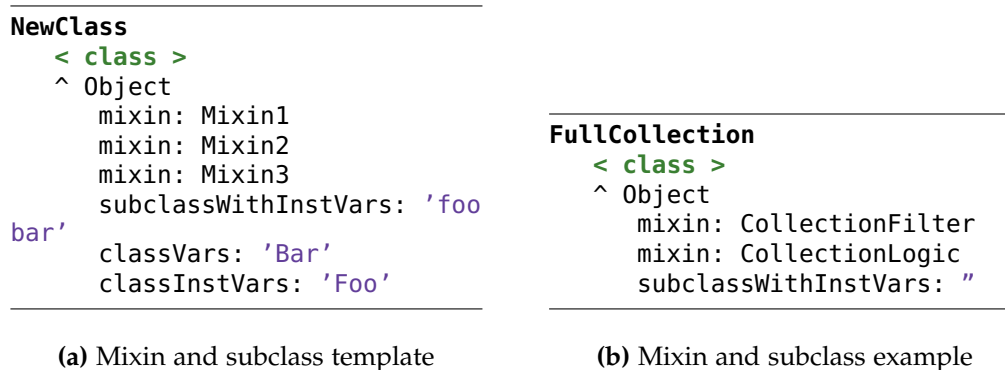 NewClass
< class >
^ Object
mixin: Mixin1
mixin: Mixin2
mixin: Mixin3
subclassWithInstVars: ’foo
bar’
classVars: ’Bar’
classInstVars: ’Foo’
(a) Mixin and subclass template
FullCollection
< class >
^ Object
mixin: CollectionFilter
mixin: CollectionLogic
subclassWithInstVars: ”
(b) Mixin and subclass example